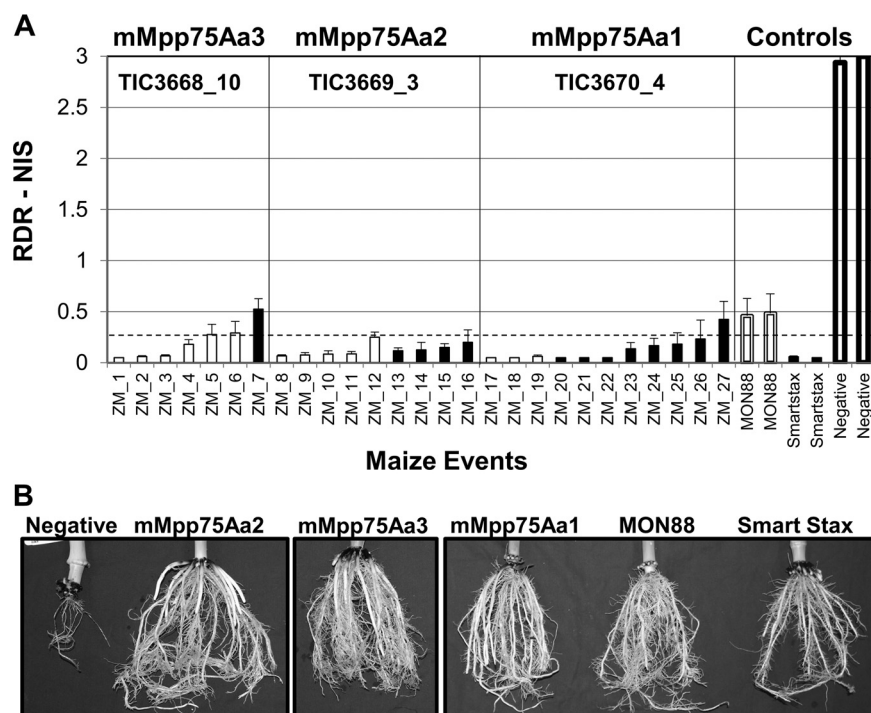 A
mMpp75Aa3 mMpp75Aa2 mMpp75Aa1 Controls
TIC3668_10 TIC3669_3 TIC3670_4
RDR - NIS
3
2.5
2
1.5
1
0.5
0
ZM_1 ZM_2 ZM_3 ZM_4 ZM_5 ZM_6 ZM_7 ZM_8 ZM_9 ZM_10 ZM_11 ZM_12 ZM_13 ZM_14 ZM_15 ZM_16 ZM_17 ZM_18 ZM_19 ZM_20 ZM_21 ZM_22 ZM_23 ZM_24 ZM_25 ZM_26 ZM_27 MON88 MON88 Smartstax Smartstax Negative Negative
Maize Events
B
Negative mMpp75Aa2 mMpp75Aa3 mMpp75Aa1 MON88 Smart Stax